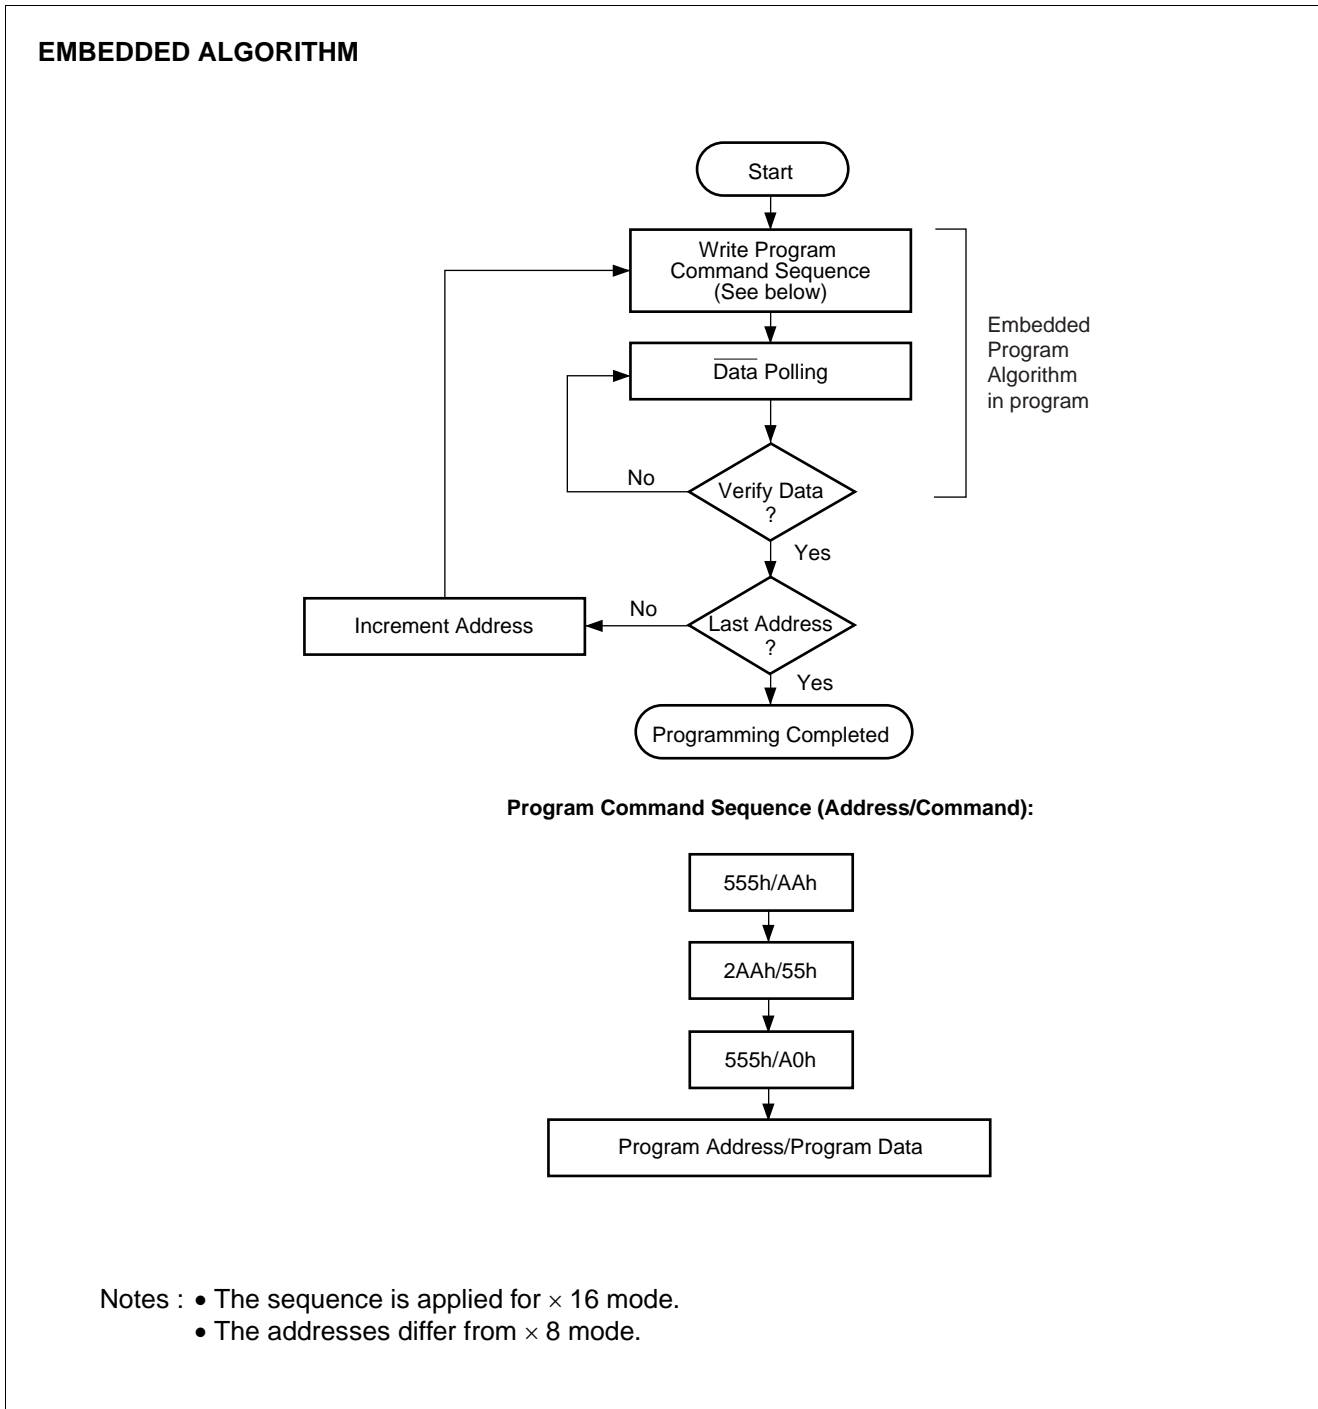 EMBEDDED ALGORITHM
Start
Write Program
Command Sequence
(See below)
Embedded
Program
Algorithm
in program
D̅a̅t̅a̅ Polling
No
Verify Data
?
Yes
No
Increment Address
Last Address
?
Yes
Programming Completed
Program Command Sequence (Address/Command):
555h/AAh
2AAh/55h
555h/A0h
Program Address/Program Data
Notes : • The sequence is applied for × 16 mode.
• The addresses differ from × 8 mode.